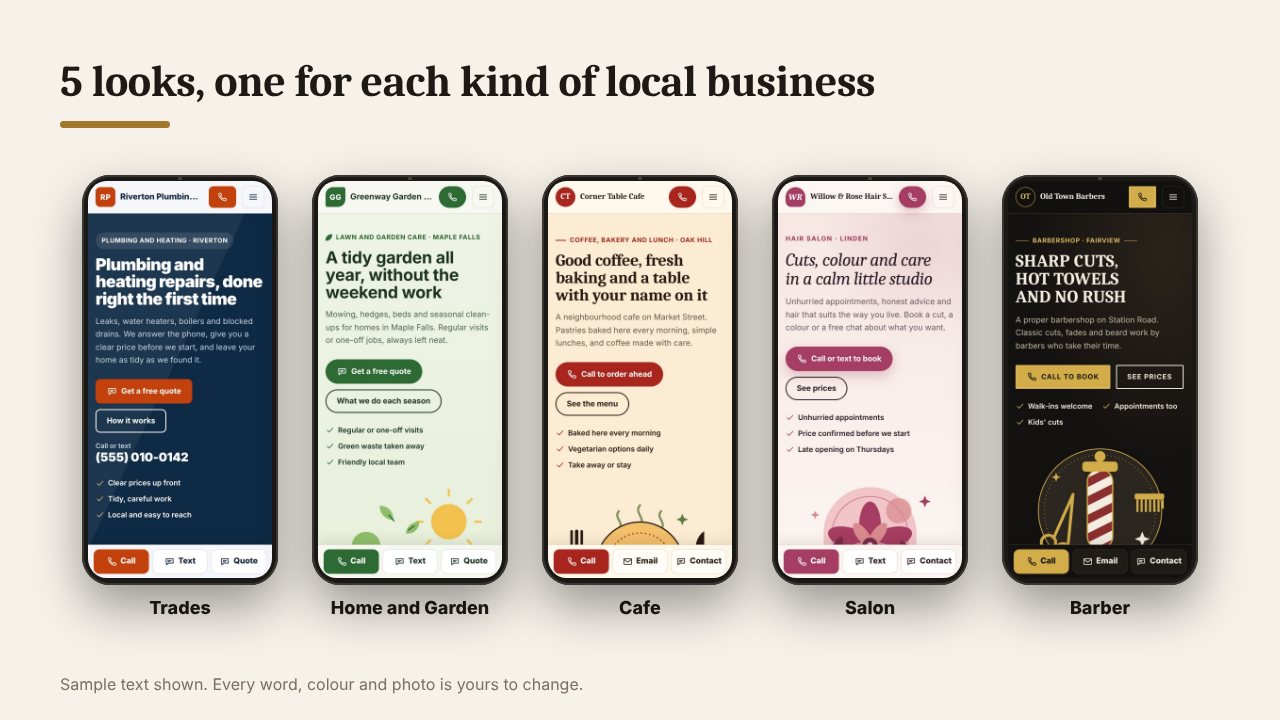 5 looks, one for each kind of local business
RP Riverton Plumbin...
PLUMBING AND HEATING · RIVERTON
Plumbing and
heating repairs, done
right the first time
Leaks, water heaters, boilers and blocked
drains. We answer the phone, give you a
clear price before we start, and leave your
home as tidy as we found it.
Get a free quote
How it works
Call or text
(555) 010-0142
Clear prices up front
Tidy, careful work
Local and easy to reach
Call Text Quote
Trades
GG Greenway Garden ...
LAWN AND GARDEN CARE · MAPLE FALLS
A tidy garden all
year, without the
weekend work
Mowing, hedges, beds and seasonal clean-
ups for homes in Maple Falls. Regular visits
or one-off jobs, always left neat.
Get a free quote
What we do each season
Regular or one-off visits
Green waste taken away
Friendly local team
Call Text Quote
Home and Garden
CT Corner Table Cafe
COFFEE, BAKERY AND LUNCH · OAK HILL
Good coffee, fresh
baking and a table
with your name on it
A neighbourhood cafe on Market Street.
Pastries baked here every morning, simple
lunches, and coffee made with care.
Call to order ahead
See the menu
Baked here every morning
Vegetarian options daily
Take away or stay
Call Email Contact
Cafe
WR Willow & Rose Hair S...
HAIR SALON · LINDEN
Cuts, colour and care
in a calm little studio
Unhurried appointments, honest advice and
hair that suits the way you live. Book a cut, a
colour or a free chat about what you want.
Call or text to book
See prices
Unhurried appointments
Price confirmed before we start
Late opening on Thursdays
Call Text Contact
Salon
OT Old Town Barbers
BARBERSHOP · FAIRVIEW
SHARP CUTS,
HOT TOWELS
AND NO RUSH
A proper barbershop on Station Road.
Classic cuts, fades and beard work by
barbers who take their time.
CALL TO BOOK SEE PRICES
Walk-ins welcome Appointments too
Kids' cuts
Call Email Contact
Barber
Sample text shown. Every word, colour and photo is yours to change.